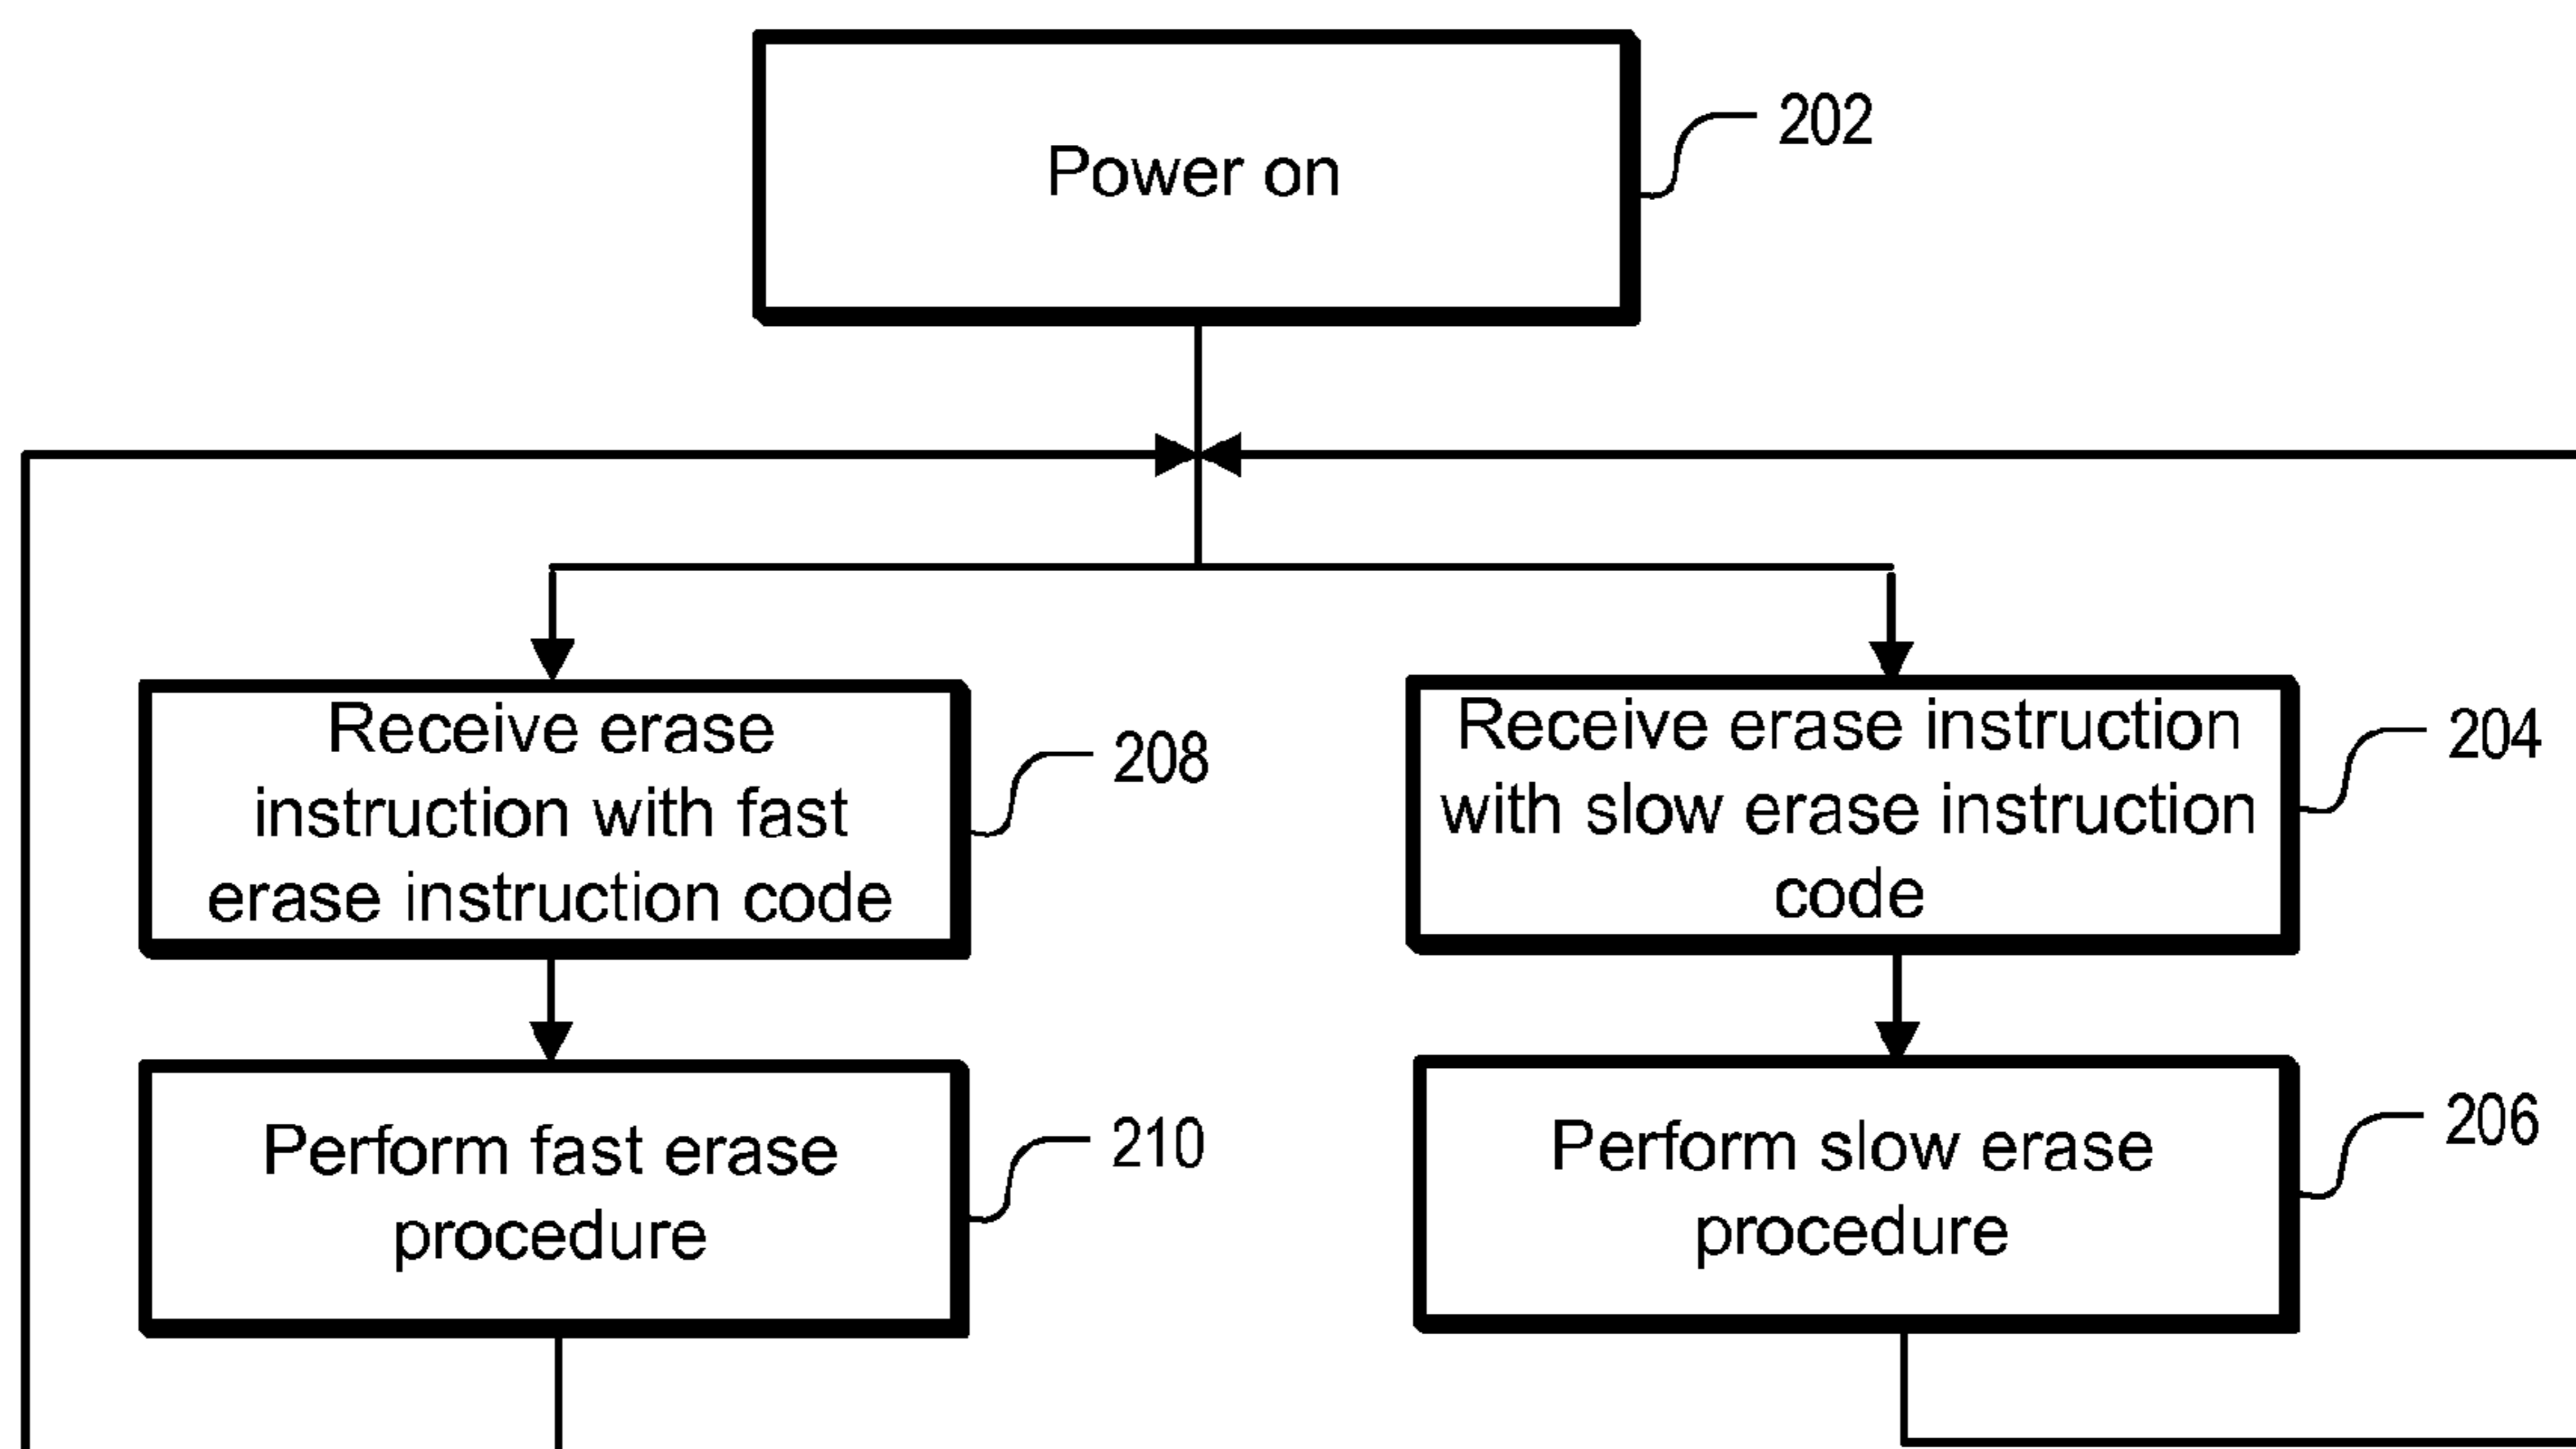 Power on
202
Receive erase
instruction with fast
erase instruction code
208
Receive erase instruction
with slow erase instruction
code
204
Perform fast erase
procedure
210
Perform slow erase
procedure
206